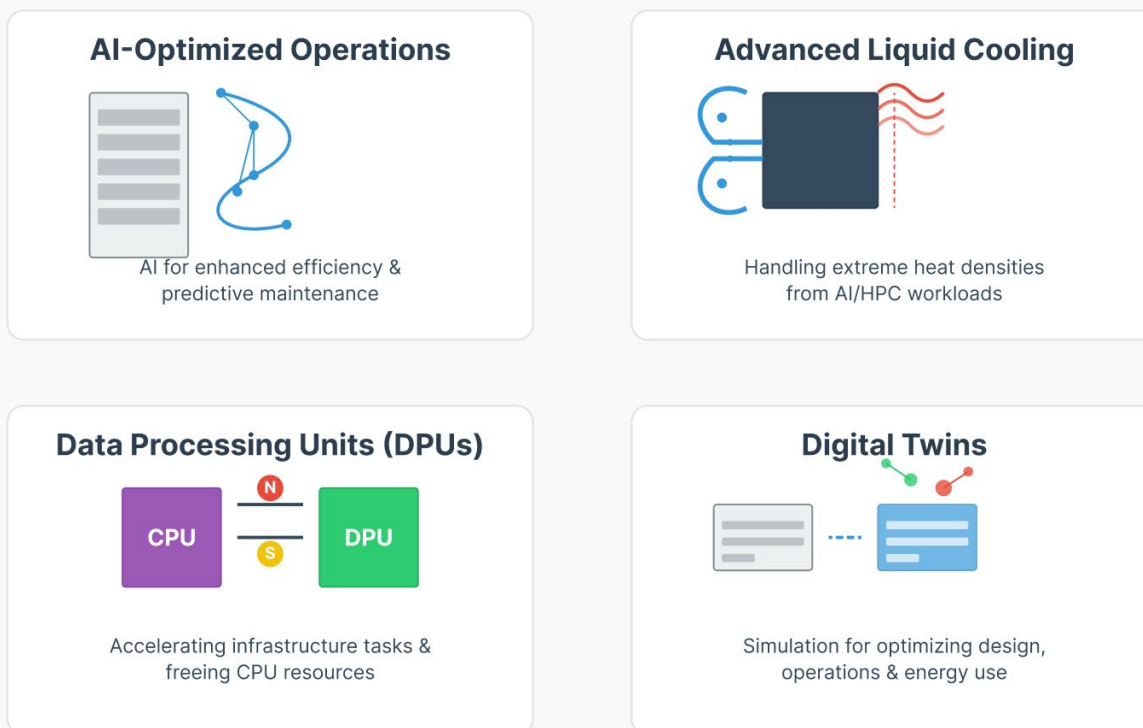 AI-Optimized Operations
AI for enhanced efficiency &
predictive maintenance
Advanced Liquid Cooling
Handling extreme heat densities
from AI/HPC workloads
Data Processing Units (DPUs)
N
CPU
DPU
S
Accelerating infrastructure tasks &
freeing CPU resources
Digital Twins
Simulation for optimizing design,
operations & energy use